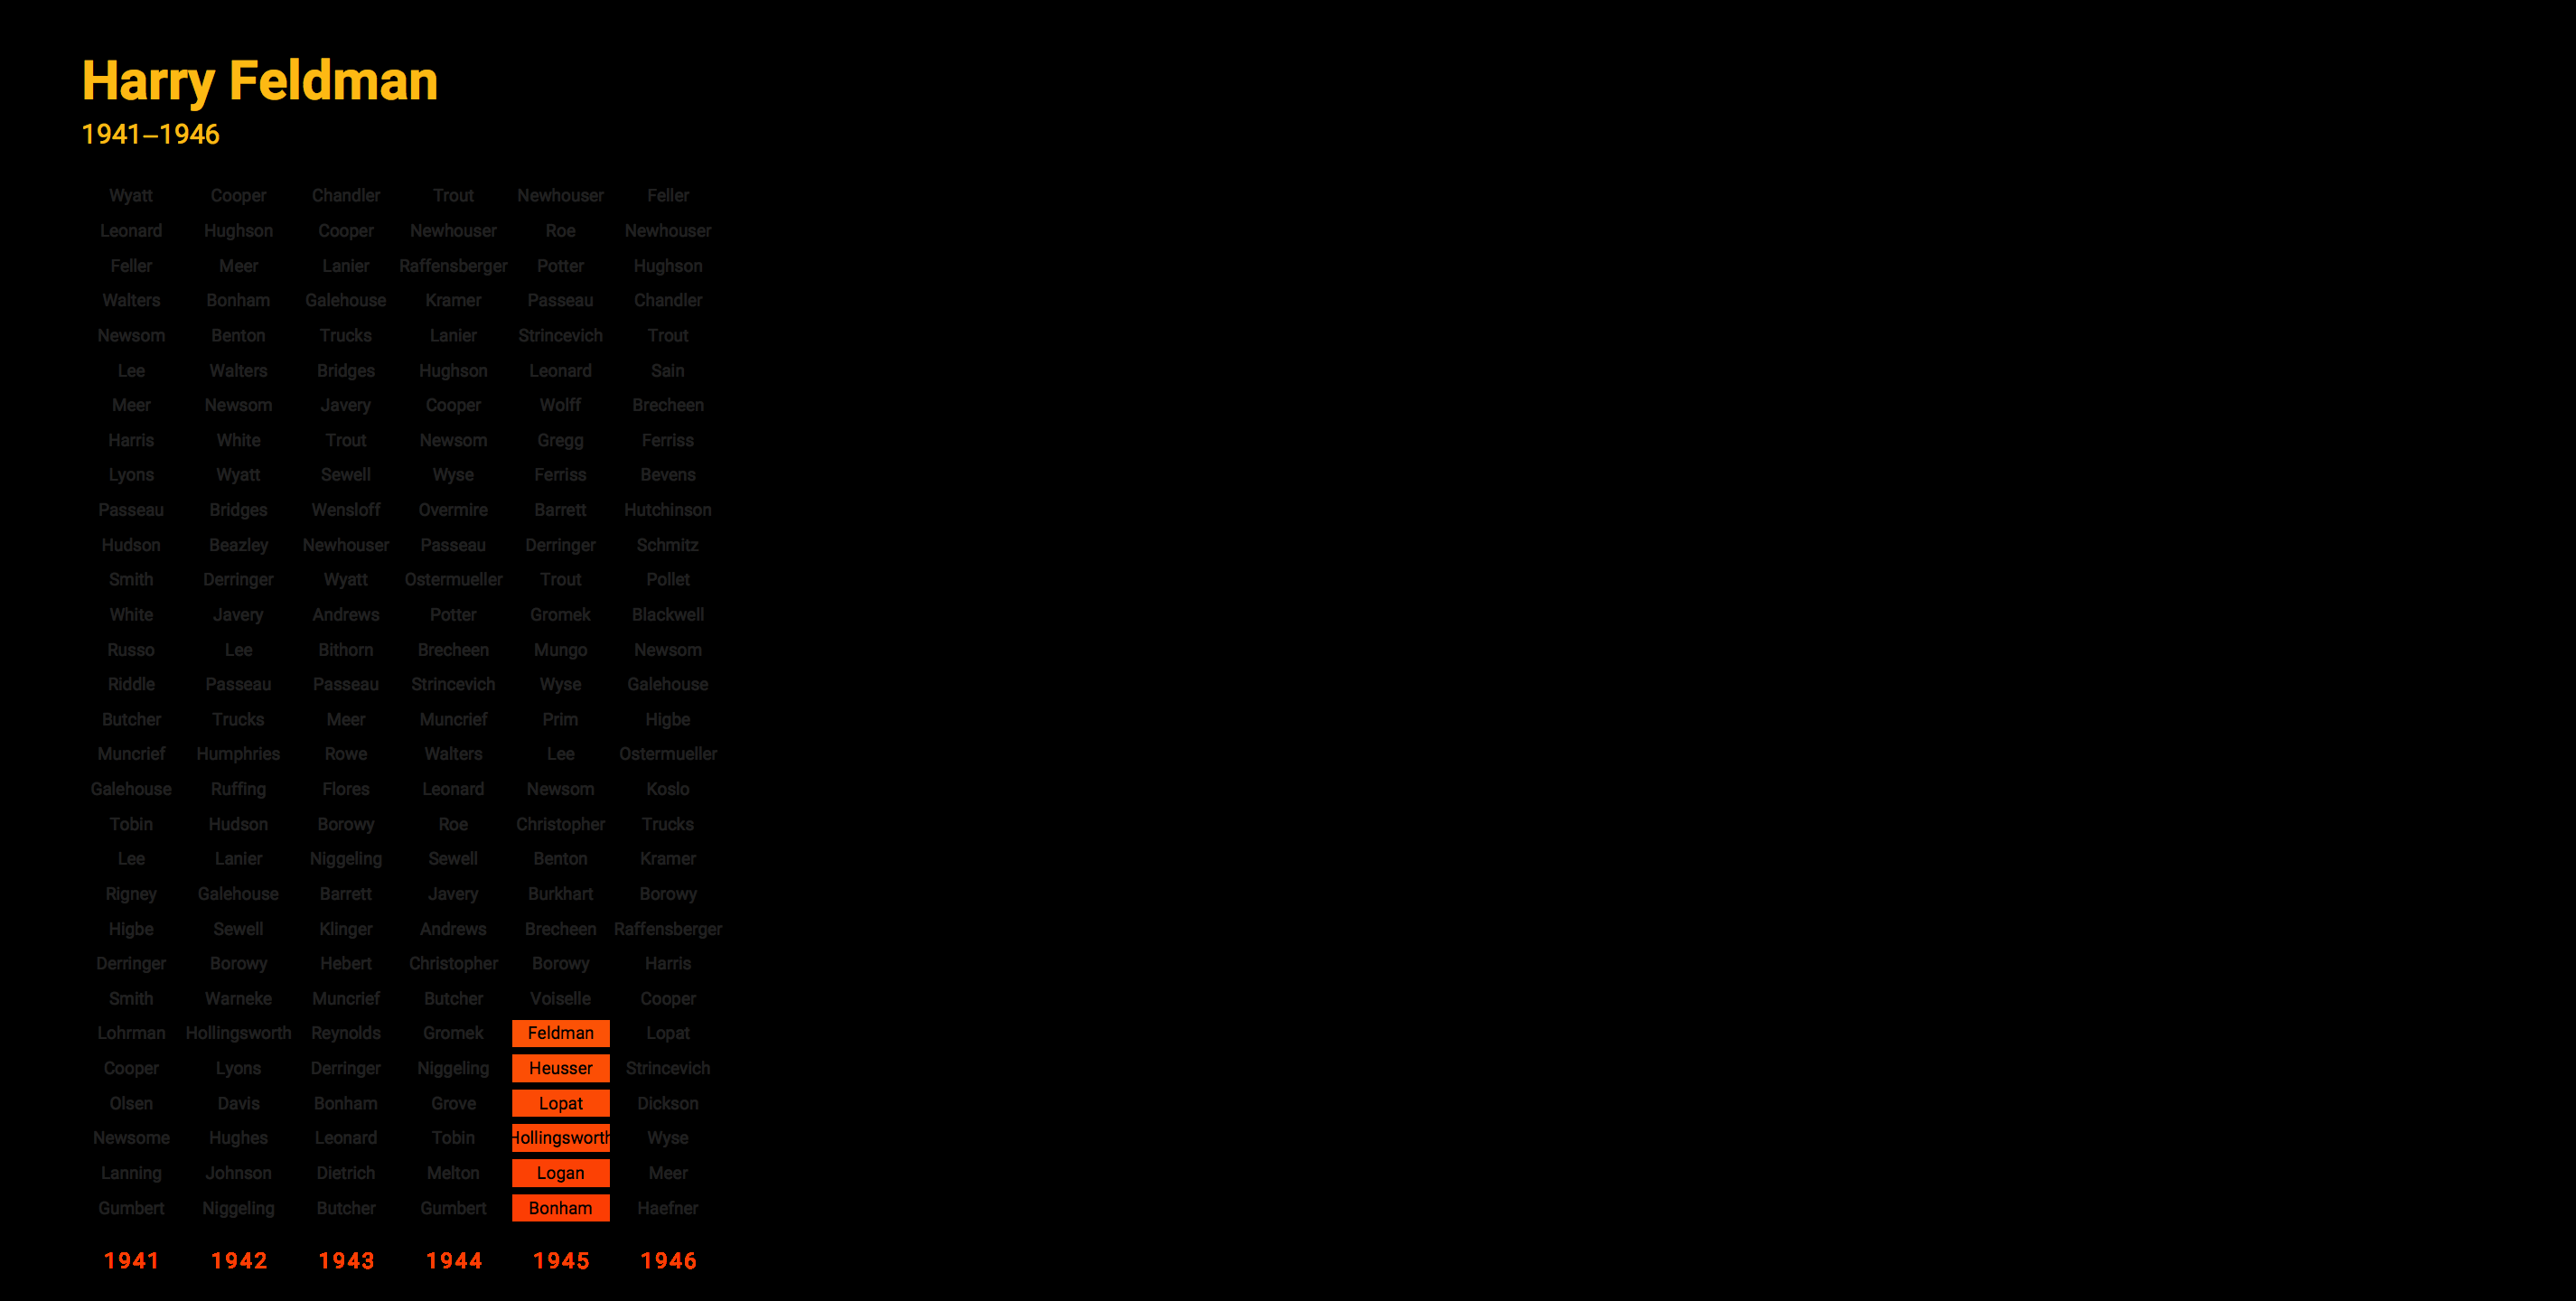 Harry Feldman
1941–1946
Wyatt Cooper Chandler Trout Newhouser Feller
Leonard Hughson Cooper Newhouser Roe Newhouser
Feller Meer Lanier Raffensberger Potter Hughson
Walters Bonham Galehouse Kramer Passeau Chandler
Newsom Benton Trucks Lanier Strincevich Trout
Lee Walters Bridges Hughson Leonard Sain
Meer Newsom Javery Cooper Wolff Brecheen
Harris White Trout Newsom Gregg Ferriss
Lyons Wyatt Sewell Wyse Ferriss Bevens
Passeau Bridges Wensloff Overmire Barrett Hutchinson
Hudson Beazley Newhouser Passeau Derringer Schmitz
Smith Derringer Wyatt Ostermueller Trout Pollet
White Javery Andrews Potter Gromek Blackwell
Russo Lee Bithorn Brecheen Mungo Newsom
Riddle Passeau Passeau Strincevich Wyse Galehouse
Butcher Trucks Meer Muncrief Prim Higbe
Muncrief Humphries Rowe Walters Lee Ostermueller
Galehouse Ruffing Flores Leonard Newsom Koslo
Tobin Hudson Borowy Roe Christopher Trucks
Lee Lanier Niggeling Sewell Benton Kramer
Rigney Galehouse Barrett Javery Burkhart Borowy
Higbe Sewell Klinger Andrews Brecheen Raffensberger
Derringer Borowy Hebert Christopher Borowy Harris
Smith Warneke Muncrief Butcher Voiselle Cooper
Lohrman Hollingsworth Reynolds Gromek Feldman Lopat
Cooper Lyons Derringer Niggeling Heusser Strincevich
Olsen Davis Bonham Grove Lopat Dickson
Newsome Hughes Leonard Tobin Hollingsworth Wyse
Lanning Johnson Dietrich Melton Logan Meer
Gumbert Niggeling Butcher Gumbert Bonham Haefner
1941 1942 1943 1944 1945 1946